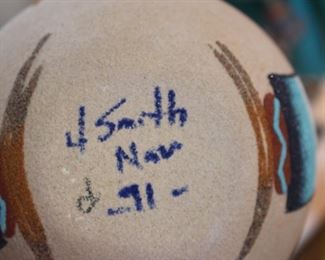 J Smith
Nav
d -91-